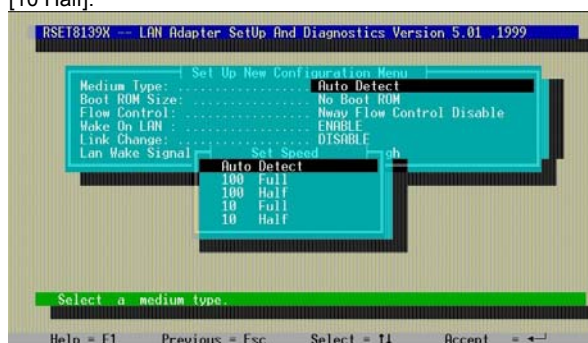 [10 Half].
RSET8139X -- LAN Adapter SetUp And Diagnostics Version 5.01 ,1999
Set Up New Configuration Menu
Medium Type: .................. Auto Detect
Boot ROM Size: ................ No Boot ROM
Flow Control: ................. Nway Flow Control Disable
Wake On LAN : ................. ENABLE
Link Change: .................. DISABLE
Lan Wake Signal gh
Set Speed
Auto Detect
100 Full
100 Half
10 Full
10 Half
Select a medium type.
Help = F1 Previous = Esc Select = ↑↓ Accept = ←┘